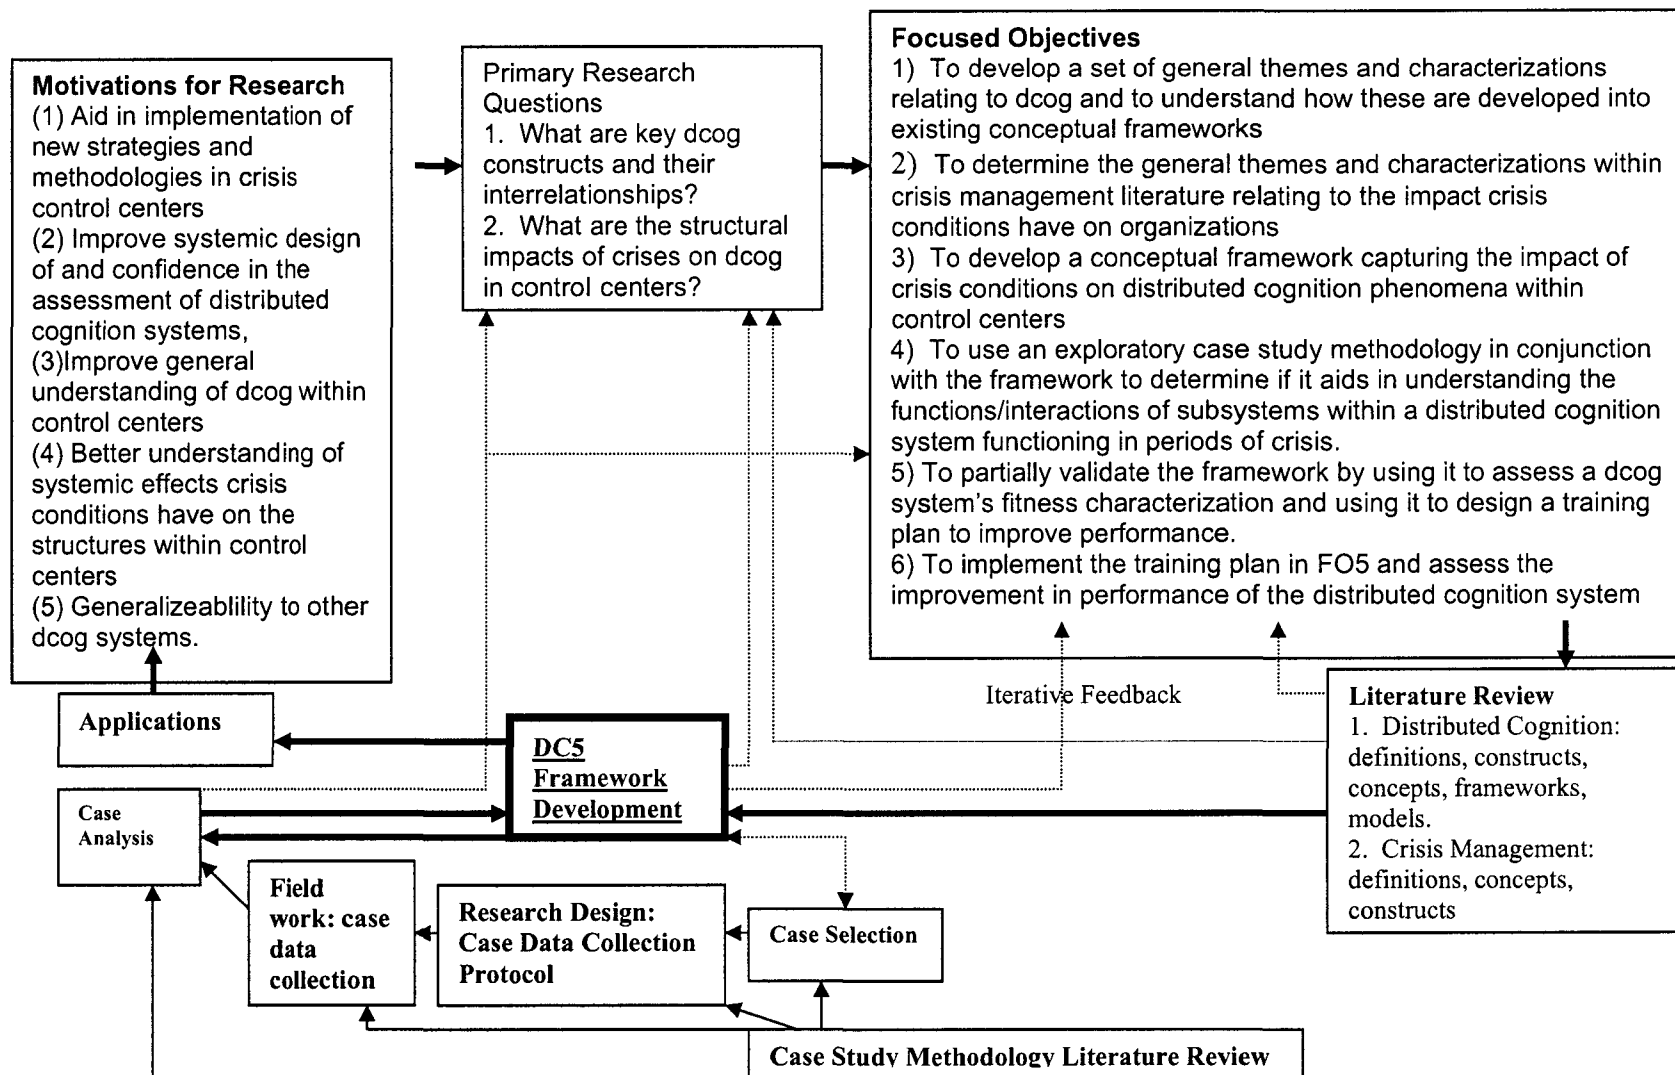 Motivations for Research
(1) Aid in implementation of
new strategies and
methodologies in crisis
control centers
(2) Improve systemic design
of and confidence in the
assessment of distributed
cognition systems,
(3)Improve general
understanding of dcog within
control centers
(4) Better understanding of
systemic effects crisis
conditions have on the
structures within control
centers
(5) Generalizeablility to other
dcog systems.
Primary Research
Questions
1. What are key dcog
constructs and their
interrelationships?
2. What are the structural
impacts of crises on dcog
in control centers?
Focused Objectives
1) To develop a set of general themes and characterizations
relating to dcog and to understand how these are developed into
existing conceptual frameworks
2) To determine the general themes and characterizations within
crisis management literature relating to the impact crisis
conditions have on organizations
3) To develop a conceptual framework capturing the impact of
crisis conditions on distributed cognition phenomena within
control centers
4) To use an exploratory case study methodology in conjunction
with the framework to determine if it aids in understanding the
functions/interactions of subsystems within a distributed cognition
system functioning in periods of crisis.
5) To partially validate the framework by using it to assess a dcog
system's fitness characterization and using it to design a training
plan to improve performance.
6) To implement the training plan in FO5 and assess the
improvement in performance of the distributed cognition system
Iterative Feedback
Literature Review
1. Distributed Cognition:
definitions, constructs,
concepts, frameworks,
models.
2. Crisis Management:
definitions, concepts,
constructs
Applications
DC5
Framework
Development
Case
Analysis
Field
work: case
data
collection
Research Design:
Case Data Collection
Protocol
Case Selection
Case Study Methodology Literature Review